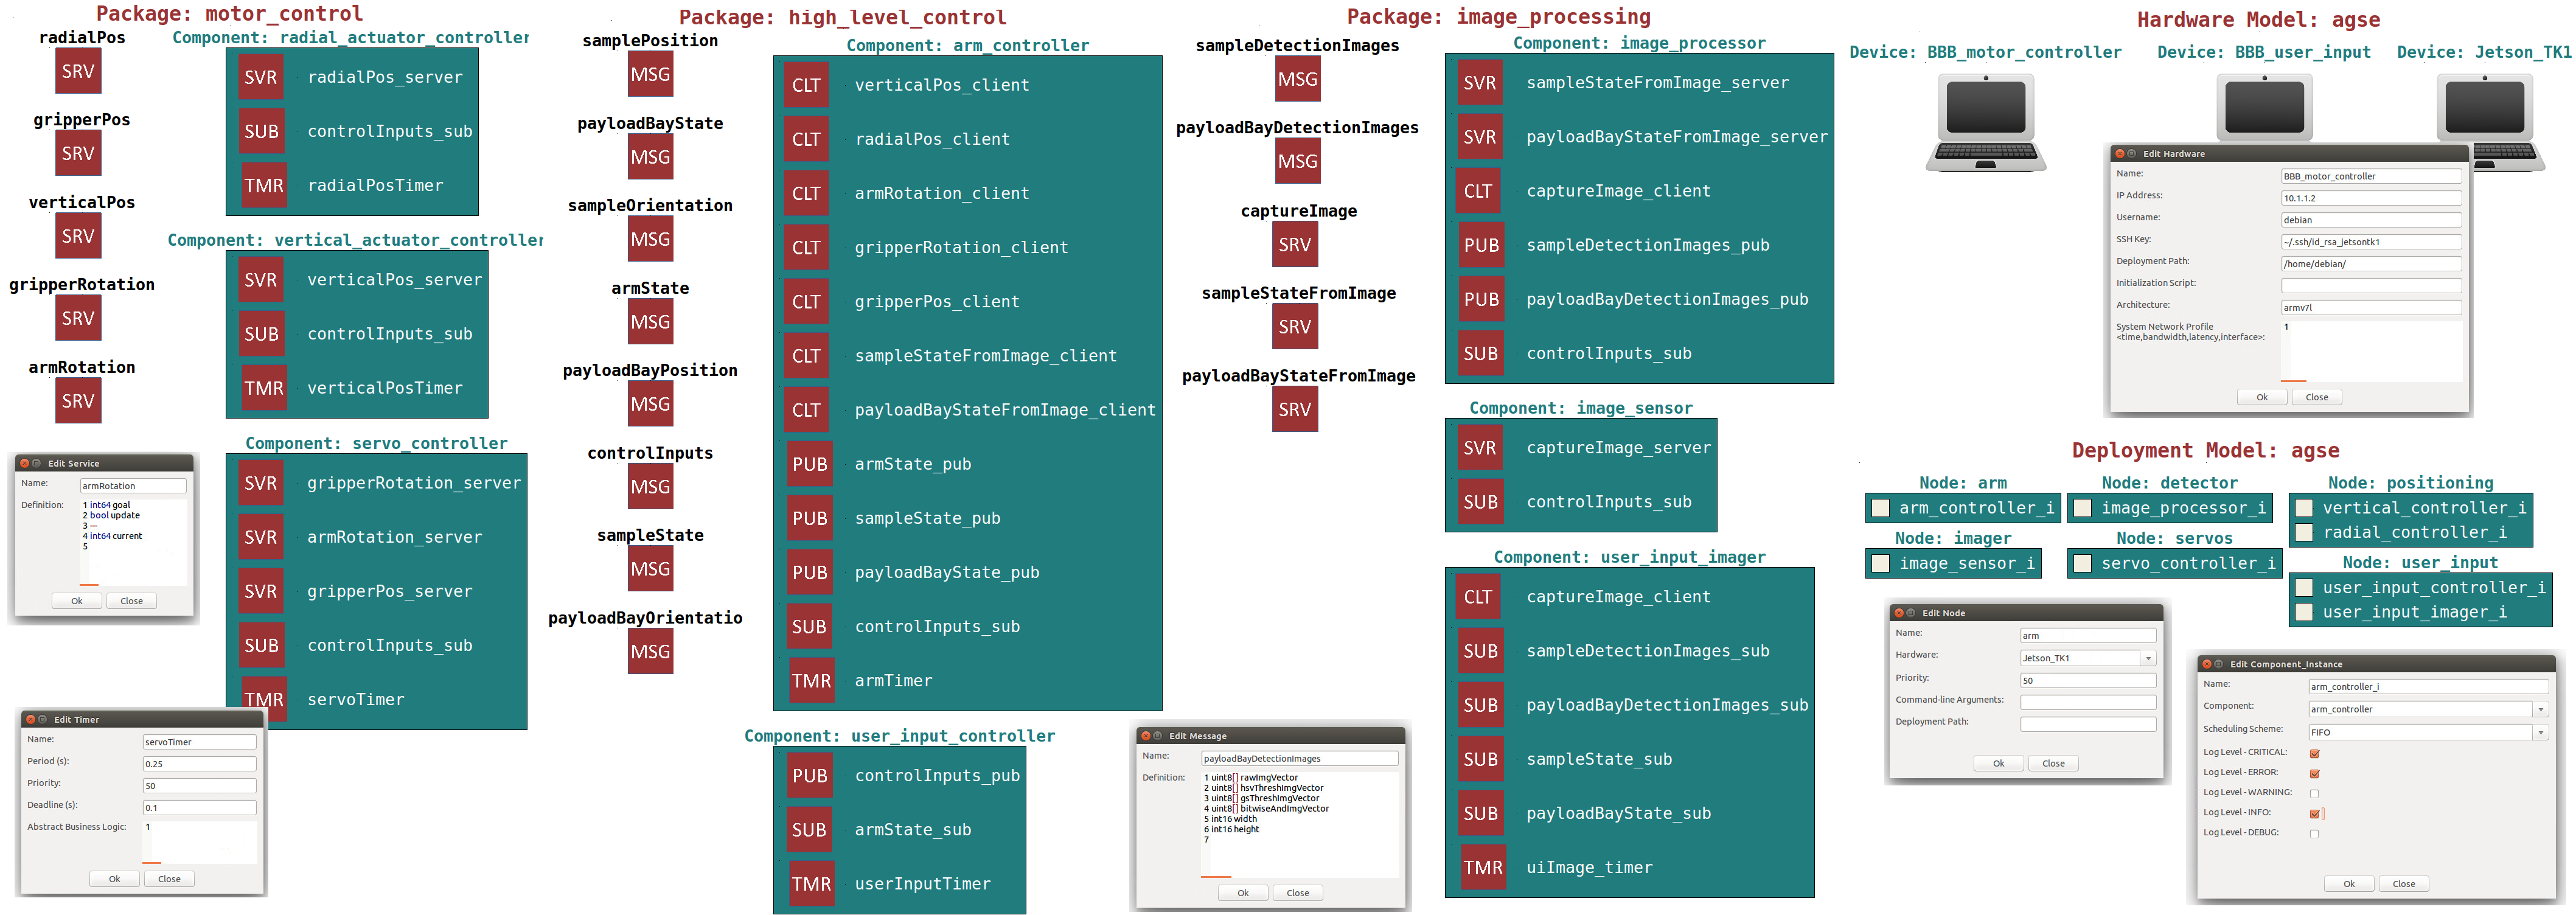 Package: motor_control
radialPos
SRV
gripperPos
SRV
verticalPos
SRV
gripperRotation
SRV
armRotation
SRV
Component: radial_actuator_controller
SVR radialPos_server
SUB controlInputs_sub
TMR radialPosTimer
Component: vertical_actuator_controller
SVR verticalPos_server
SUB controlInputs_sub
TMR verticalPosTimer
Component: servo_controller
SVR gripperRotation_server
SVR armRotation_server
SVR gripperPos_server
SUB controlInputs_sub
TMR servoTimer
Edit Service
Name: armRotation
Definition:
1 int64 goal
2 bool update
3 ---
4 int64 current
5
Ok Close
Edit Timer
Name: servoTimer
Period (s): 0.25
Priority: 50
Deadline (s): 0.1
Abstract Business Logic: 1
Ok Close
Package: high_level_control
samplePosition
MSG
payloadBayState
MSG
sampleOrientation
MSG
armState
MSG
payloadBayPosition
MSG
controlInputs
MSG
sampleState
MSG
payloadBayOrientatio
MSG
Component: arm_controller
CLT verticalPos_client
CLT radialPos_client
CLT armRotation_client
CLT gripperRotation_client
CLT gripperPos_client
CLT sampleStateFromImage_client
CLT payloadBayStateFromImage_client
PUB armState_pub
PUB sampleState_pub
PUB payloadBayState_pub
SUB controlInputs_sub
TMR armTimer
Component: user_input_controller
PUB controlInputs_pub
SUB armState_sub
TMR userInputTimer
Package: image_processing
sampleDetectionImages
MSG
payloadBayDetectionImages
MSG
captureImage
SRV
sampleStateFromImage
SRV
payloadBayStateFromImage
SRV
Component: image_processor
SVR sampleStateFromImage_server
SVR payloadBayStateFromImage_server
CLT captureImage_client
PUB sampleDetectionImages_pub
PUB payloadBayDetectionImages_pub
SUB controlInputs_sub
Component: image_sensor
SVR captureImage_server
SUB controlInputs_sub
Component: user_input_imager
CLT captureImage_client
SUB sampleDetectionImages_sub
SUB payloadBayDetectionImages_sub
SUB sampleState_sub
SUB payloadBayState_sub
TMR uiImage_timer
Edit Message
Name: payloadBayDetectionImages
Definition:
1 uint8[] rawImgVector
2 uint8[] hsvThreshImgVector
3 uint8[] gsThreshImgVector
4 uint8[] bitwiseAndImgVector
5 int16 width
6 int16 height
7
Ok Close
Hardware Model: agse
Device: BBB_motor_controller
Device: BBB_user_input
Device: Jetson_TK1
Edit Hardware
Name: BBB_motor_controller
IP Address: 10.1.1.2
Username: debian
SSH Key: ~/.ssh/id_rsa_jetsontk1
Deployment Path: /home/debian/
Initialization Script:
Architecture: armv7l
System Network Profile
<time,bandwidth,latency,interface>:
1
Ok Close
Deployment Model: agse
Node: arm
arm_controller_i
Node: detector
image_processor_i
Node: positioning
vertical_controller_i
radial_controller_i
Node: imager
image_sensor_i
Node: servos
servo_controller_i
Node: user_input
user_input_controller_i
user_input_imager_i
Edit Node
Name: arm
Hardware: Jetson_TK1
Priority: 50
Command-line Arguments:
Deployment Path:
Ok Close
Edit Component_Instance
Name: arm_controller_i
Component: arm_controller
Scheduling Scheme: FIFO
Log Level - CRITICAL:
Log Level - ERROR:
Log Level - WARNING:
Log Level - INFO:
Log Level - DEBUG:
Ok Close